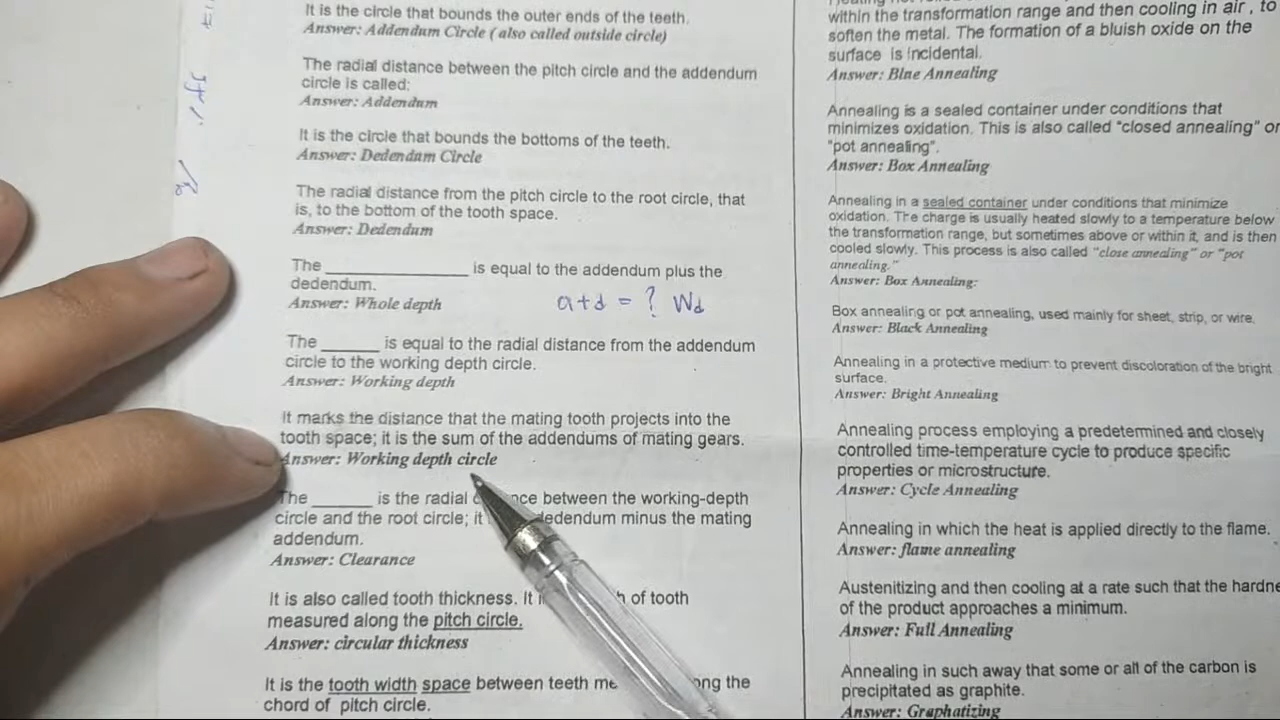 It is the circle that bounds the outer ends of the teeth.
Answer: Addendum Circle ( also called outside circle)
The radial distance between the pitch circle and the addendum
circle is called:
Answer: Addendum
It is the circle that bounds the bottoms of the teeth.
Answer: Dedendum Circle
The radial distance from the pitch circle to the root circle, that
is, to the bottom of the tooth space.
Answer: Dedendum
The ________________ is equal to the addendum plus the
dedendum.
Answer: Whole depth
a+d = ? Wd
The ______ is equal to the radial distance from the addendum
circle to the working depth circle.
Answer: Working depth
It marks the distance that the mating tooth projects into the
tooth space; it is the sum of the addendums of mating gears.
Answer: Working depth circle
The ______ is the radial between the working-depth
circle and the root circle; it dedendum minus the mating
addendum.
Answer: Clearance
It is also called tooth thickness. It of tooth
measured along the pitch circle.
Answer: circular thickness
It is the tooth width space between teeth the
chord of pitch circle.
within the transformation range and then cooling in air , to
soften the metal. The formation of a bluish oxide on the
surface is incidental.
Answer: Blue Annealing
Annealing is a sealed container under conditions that
minimizes oxidation. This is also called "closed annealing" or
"pot annealing".
Answer: Box Annealing
Annealing in a sealed container under conditions that minimize
oxidation. The charge is usually heated slowly to a temperature below
the transformation range, but sometimes above or within it, and is then
cooled slowly. This process is also called "close annealing" or "pot
annealing."
Answer: Box Annealing:
Box annealing or pot annealing, used mainly for sheet, strip, or wire.
Answer: Black Annealing
Annealing in a protective medium to prevent discoloration of the bright
surface.
Answer: Bright Annealing
Annealing process employing a predetermined and closely
controlled time-temperature cycle to produce specific
properties or microstructure.
Answer: Cycle Annealing
Annealing in which the heat is applied directly to the flame.
Answer: flame annealing
Austenitizing and then cooling at a rate such that the hardne
of the product approaches a minimum.
Answer: Full Annealing
Annealing in such away that some or all of the carbon is
precipitated as graphite.
Answer: Graphatizing